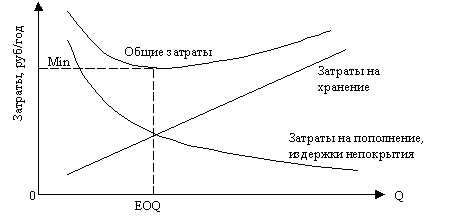 Затраты, руб/год
Min
Общие затраты
Затраты на
хранение
Затраты на пополнение,
издержки непокрытия
0
EOQ
Q